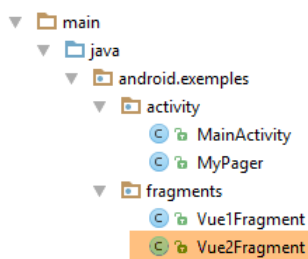 main
java
android.exemples
activity
MainActivity
MyPager
fragments
Vue1Fragment
Vue2Fragment